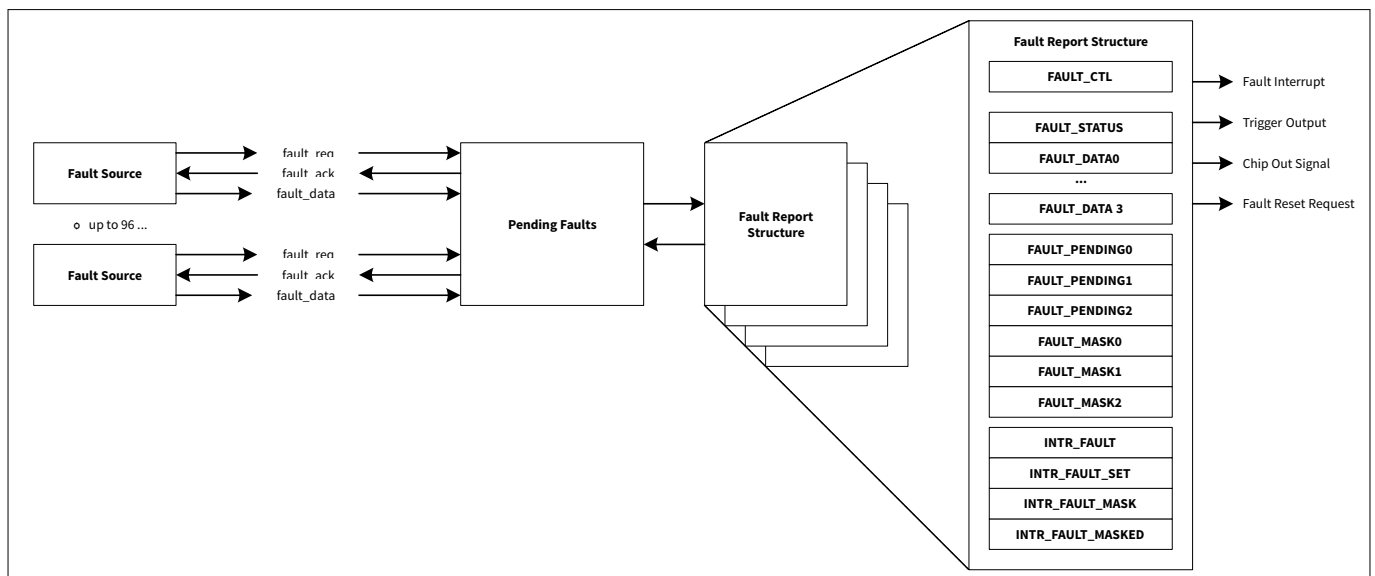 Fault Source
fault_req
fault_ack
fault_data
up to 96 ...
Fault Source
fault_req
fault_ack
fault_data
Pending Faults
Fault Report
Structure
Fault Report Structure
FAULT_CTL
FAULT_STATUS
FAULT_DATA0
...
FAULT_DATA 3
FAULT_PENDING0
FAULT_PENDING1
FAULT_PENDING2
FAULT_MASK0
FAULT_MASK1
FAULT_MASK2
INTR_FAULT
INTR_FAULT_SET
INTR_FAULT_MASK
INTR_FAULT_MASKED
Fault Interrupt
Trigger Output
Chip Out Signal
Fault Reset Request